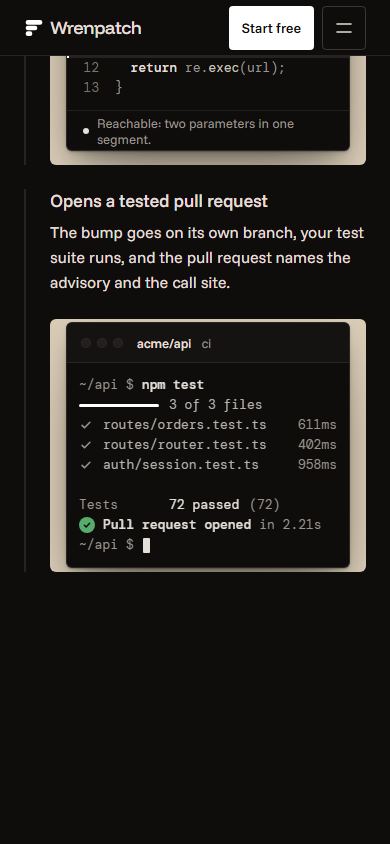 Wrenpatch
Start free
12 return re.exec(url);
13 }
Reachable: two parameters in one
segment.
Opens a tested pull request
The bump goes on its own branch, your test
suite runs, and the pull request names the
advisory and the call site.
acme/api ci
~/api $ npm test
3 of 3 files
routes/orders.test.ts 611ms
routes/router.test.ts 402ms
auth/session.test.ts 958ms
Tests 72 passed (72)
Pull request opened in 2.21s
~/api $